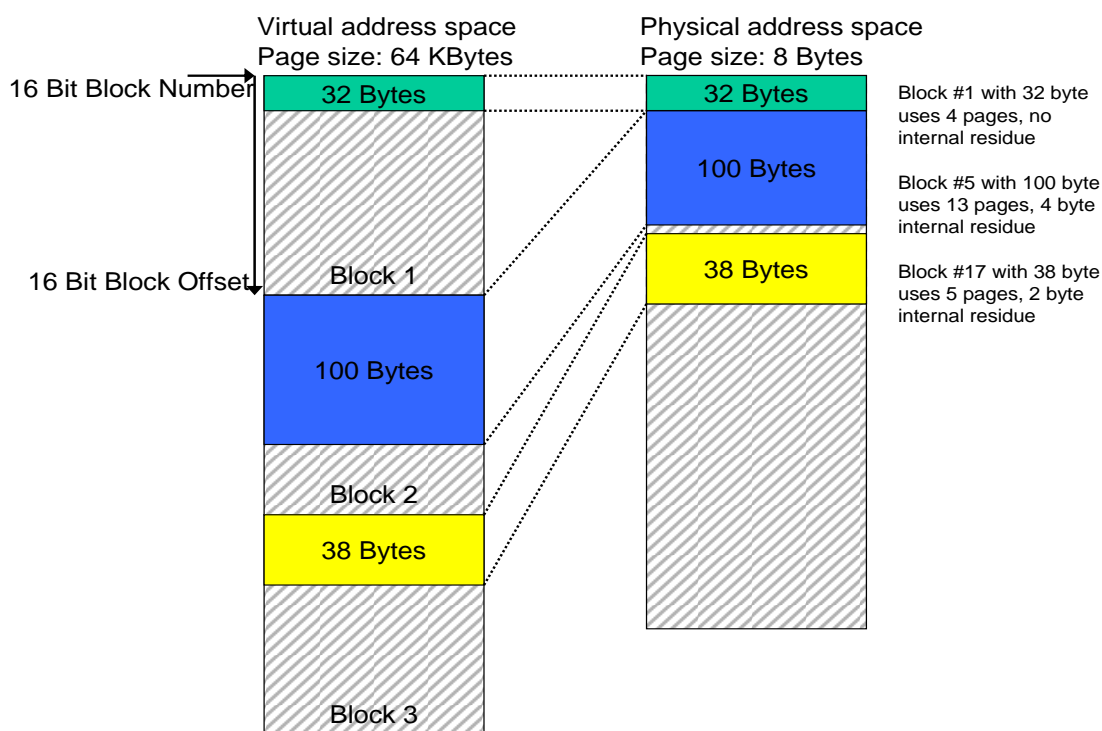 Virtual address space
Page size: 64 KBytes
Physical address space
Page size: 8 Bytes
16 Bit Block Number
32 Bytes
32 Bytes
Block #1 with 32 byte
uses 4 pages, no
internal residue
100 Bytes
Block #5 with 100 byte
uses 13 pages, 4 byte
internal residue
16 Bit Block Offset
Block 1
38 Bytes
Block #17 with 38 byte
uses 5 pages, 2 byte
internal residue
100 Bytes
Block 2
38 Bytes
Block 3